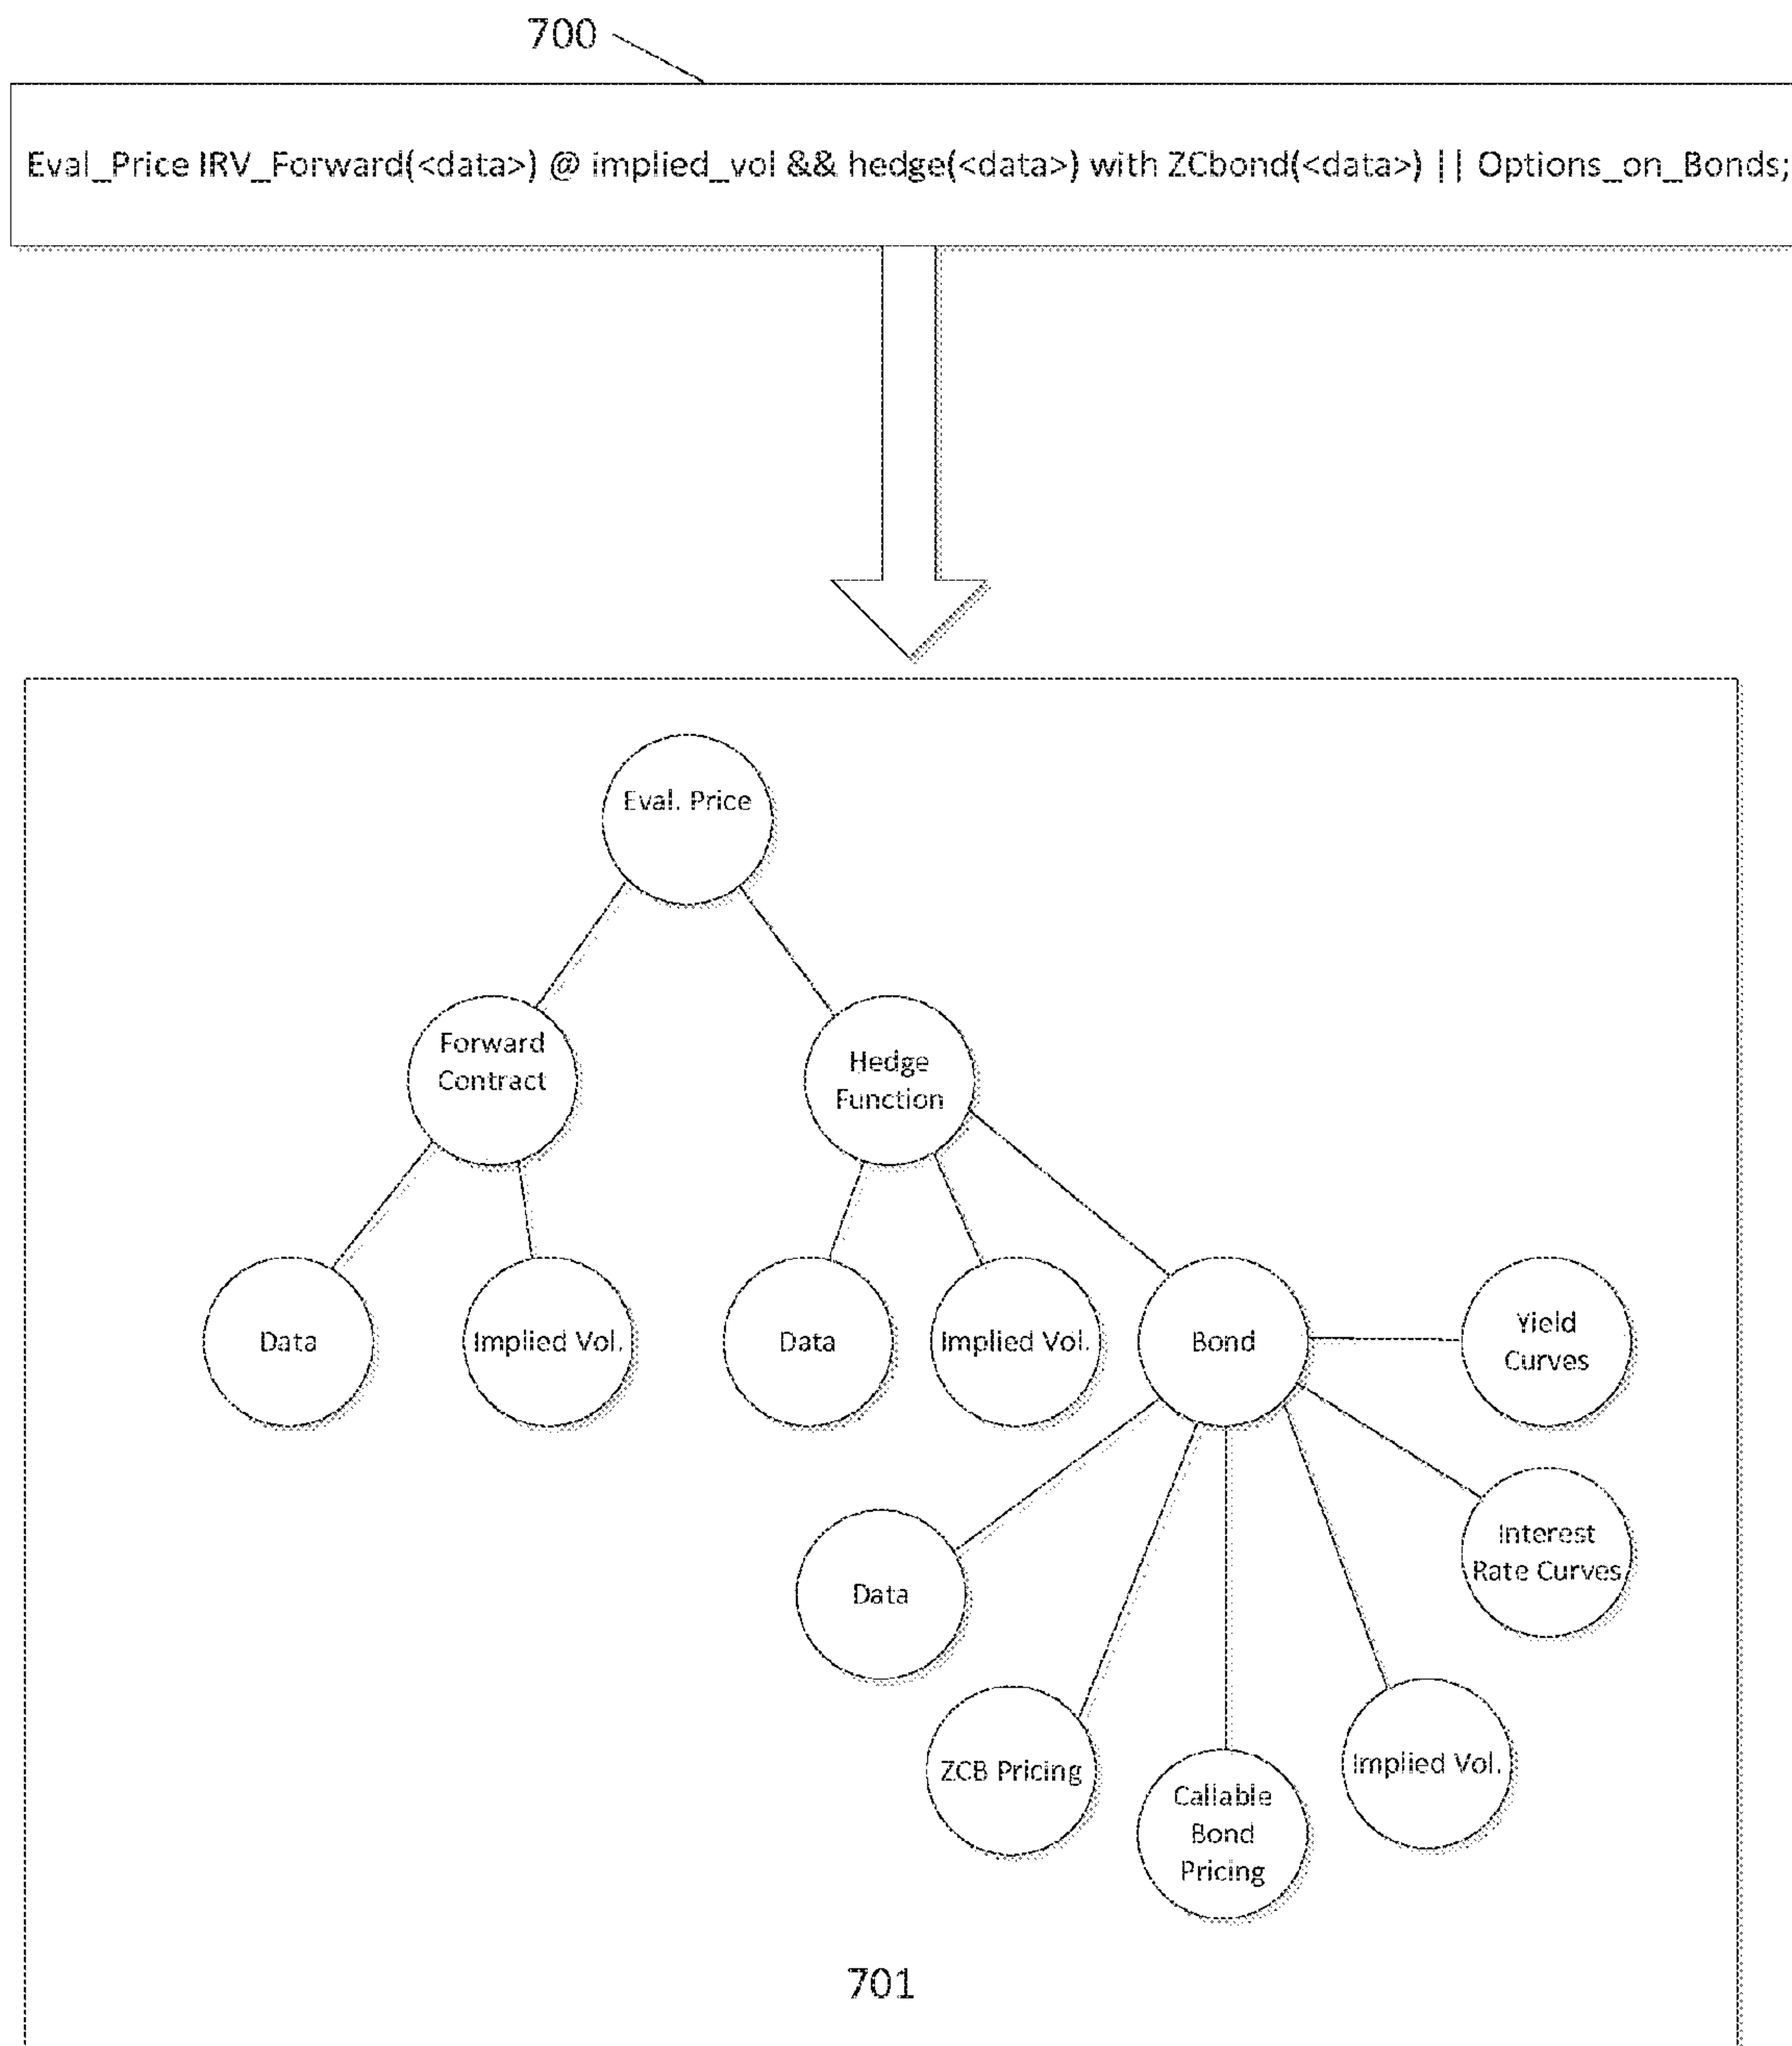 700
Eval_Price IRV_Forward(<data>) @ implied_vol && hedge(<data>) with ZCbond(<data>) || Options_on_Bonds;
Eval. Price
Forward
Contract
Hedge
Function
Data
Implied Vol.
Data
Implied Vol.
Bond
Yield
Curves
Interest
Rate Curves
Data
ZCB Pricing
Callable
Bond
Pricing
Implied Vol.
701